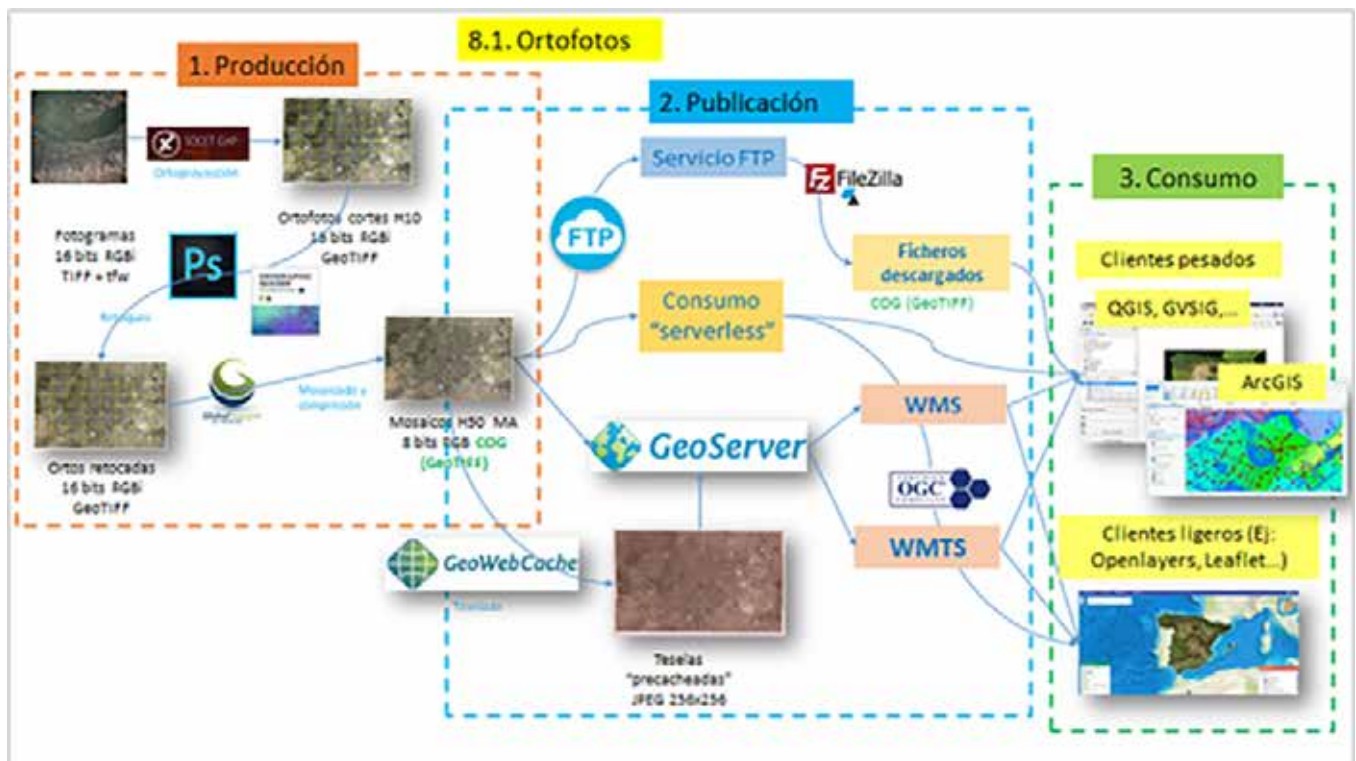 8.1. Ortofotos
1. Producción
SOCET GXP
Ortoproyección
Fotogramas
16 bits RGBi
TIFF + tfw
Ortofotos cortes H10
16 bits RGBi
GeoTIFF
Ps
Retoques
Ortos retocadas
16 bits RGBi
GeoTIFF
Mosaicado y
compresión
Mosaicos H50 MA
8 bits RGB COG
(GeoTIFF)
2. Publicación
Servicio FTP
FTP
Fz FileZilla
Ficheros
descargados
COG (GeoTIFF)
Consumo
"serverless"
GeoServer
WMS
OGC
WMTS
GeoWebCache
Teselado
Teselas
"precacheadas"
JPEG 256x256
3. Consumo
Clientes pesados
QGIS, GVSIG,...
ArcGIS
Clientes ligeros (Ej:
Openlayers, Leaflet...)